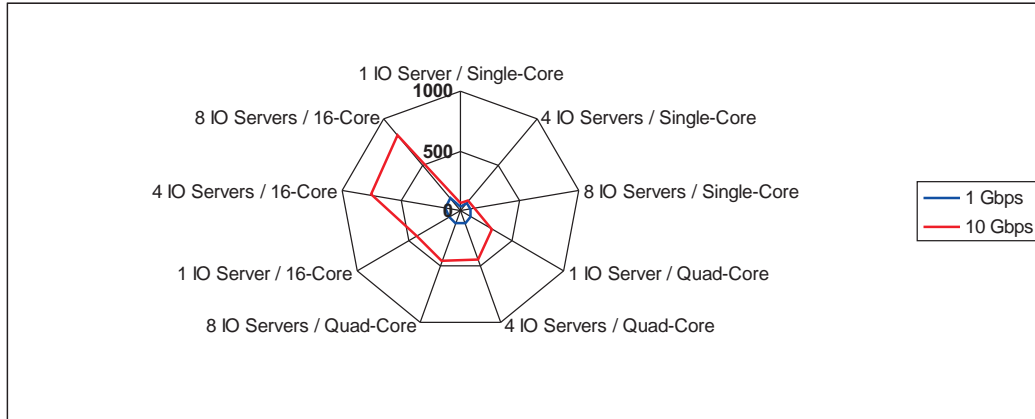 1 IO Server / Single-Core
1000
8 IO Servers / 16-Core
4 IO Servers / Single-Core
500
4 IO Servers / 16-Core
8 IO Servers / Single-Core
0
1 Gbps
10 Gbps
1 IO Server / 16-Core
1 IO Server / Quad-Core
8 IO Servers / Quad-Core
4 IO Servers / Quad-Core